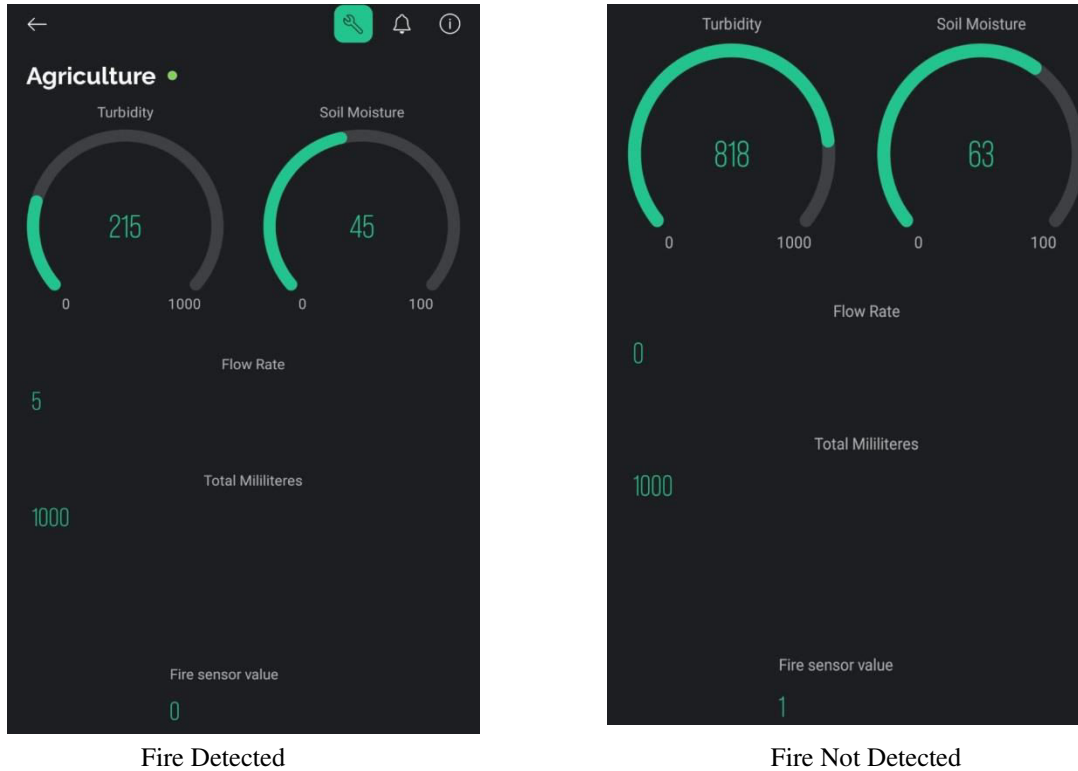 Agriculture
Turbidity Soil Moisture
215 45
0 1000 0 100
Flow Rate
5
Total Mililiteres
1000
Fire sensor value
0
Fire Detected
Turbidity Soil Moisture
818 63
0 1000 0 100
Flow Rate
0
Total Mililiteres
1000
Fire sensor value
1
Fire Not Detected